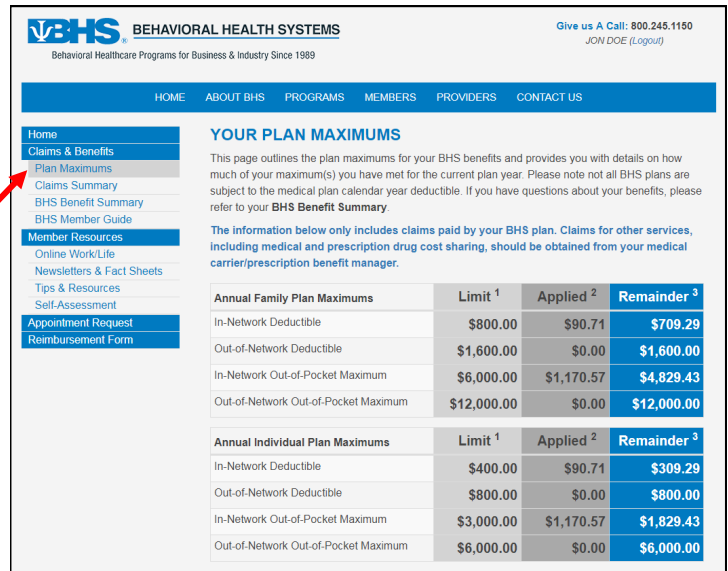 ΨBHS® BEHAVIORAL HEALTH SYSTEMS
Behavioral Healthcare Programs for Business & Industry Since 1989
Give us A Call: 800.245.1150
JON DOE (Logout)
HOME ABOUT BHS PROGRAMS MEMBERS PROVIDERS CONTACT US
Home
Claims & Benefits
Plan Maximums
Claims Summary
BHS Benefit Summary
BHS Member Guide
Member Resources
Online Work/Life
Newsletters & Fact Sheets
Tips & Resources
Self-Assessment
Appointment Request
Reimbursement Form
YOUR PLAN MAXIMUMS
This page outlines the plan maximums for your BHS benefits and provides you with details on how
much of your maximum(s) you have met for the current plan year. Please note not all BHS plans are
subject to the medical plan calendar year deductible. If you have questions about your benefits, please
refer to your BHS Benefit Summary.
The information below only includes claims paid by your BHS plan. Claims for other services,
including medical and prescription drug cost sharing, should be obtained from your medical
carrier/prescription benefit manager.
Annual Family Plan Maximums Limit 1 Applied 2 Remainder 3
In-Network Deductible $800.00 $90.71 $709.29
Out-of-Network Deductible $1,600.00 $0.00 $1,600.00
In-Network Out-of-Pocket Maximum $6,000.00 $1,170.57 $4,829.43
Out-of-Network Out-of-Pocket Maximum $12,000.00 $0.00 $12,000.00
Annual Individual Plan Maximums Limit 1 Applied 2 Remainder 3
In-Network Deductible $400.00 $90.71 $309.29
Out-of-Network Deductible $800.00 $0.00 $800.00
In-Network Out-of-Pocket Maximum $3,000.00 $1,170.57 $1,829.43
Out-of-Network Out-of-Pocket Maximum $6,000.00 $0.00 $6,000.00